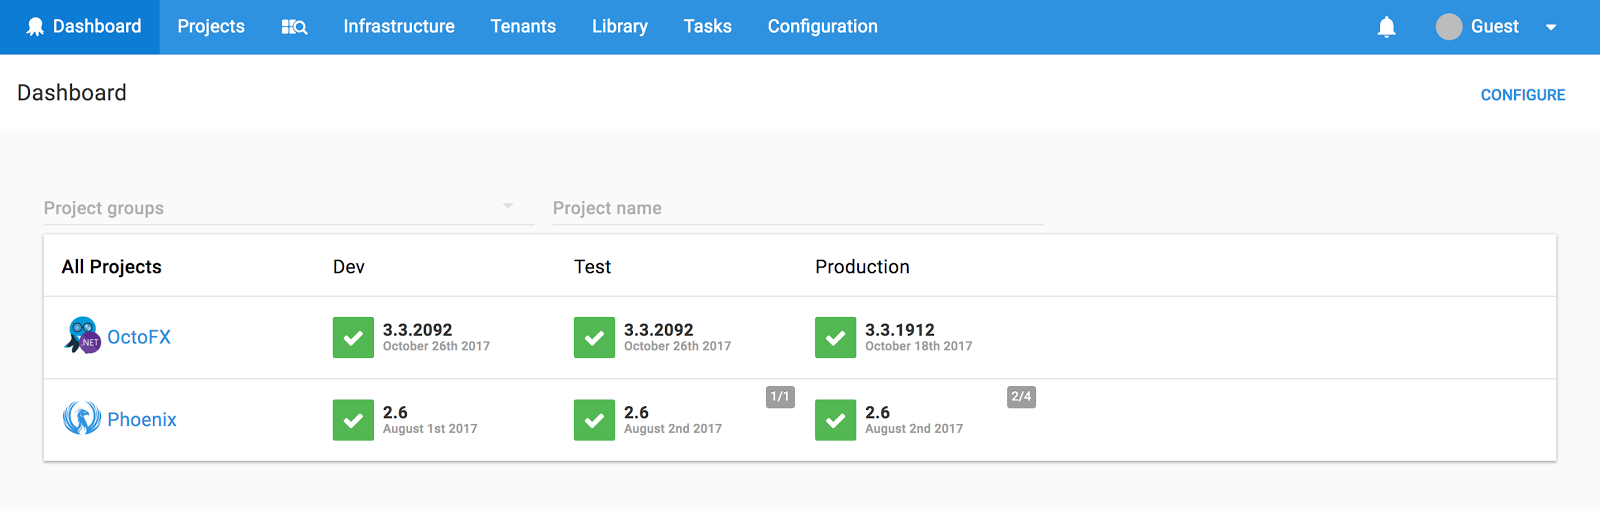 Dashboard Projects Infrastructure Tenants Library Tasks Configuration Guest
Dashboard CONFIGURE
Project groups Project name
All Projects Dev Test Production
NET OctoFX 3.3.2092 3.3.2092 3.3.1912
October 26th 2017 October 26th 2017 October 18th 2017
1/1 2/4
Phoenix 2.6 2.6 2.6
August 1st 2017 August 2nd 2017 August 2nd 2017